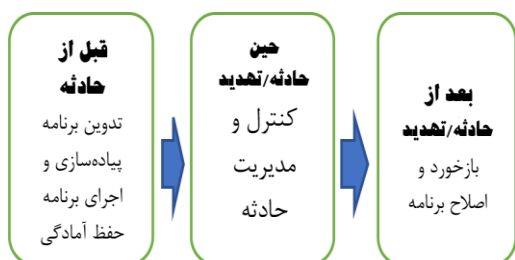 قبل از
حادثه
تدوین برنامه
پیاده‌سازی و
اجرای برنامه
حفظ آمادگی
حین
حادثه/تهدید
کنترل و
مدیریت
حادثه
بعد از
حادثه/تهدید
بازخورد و
اصلاح برنامه